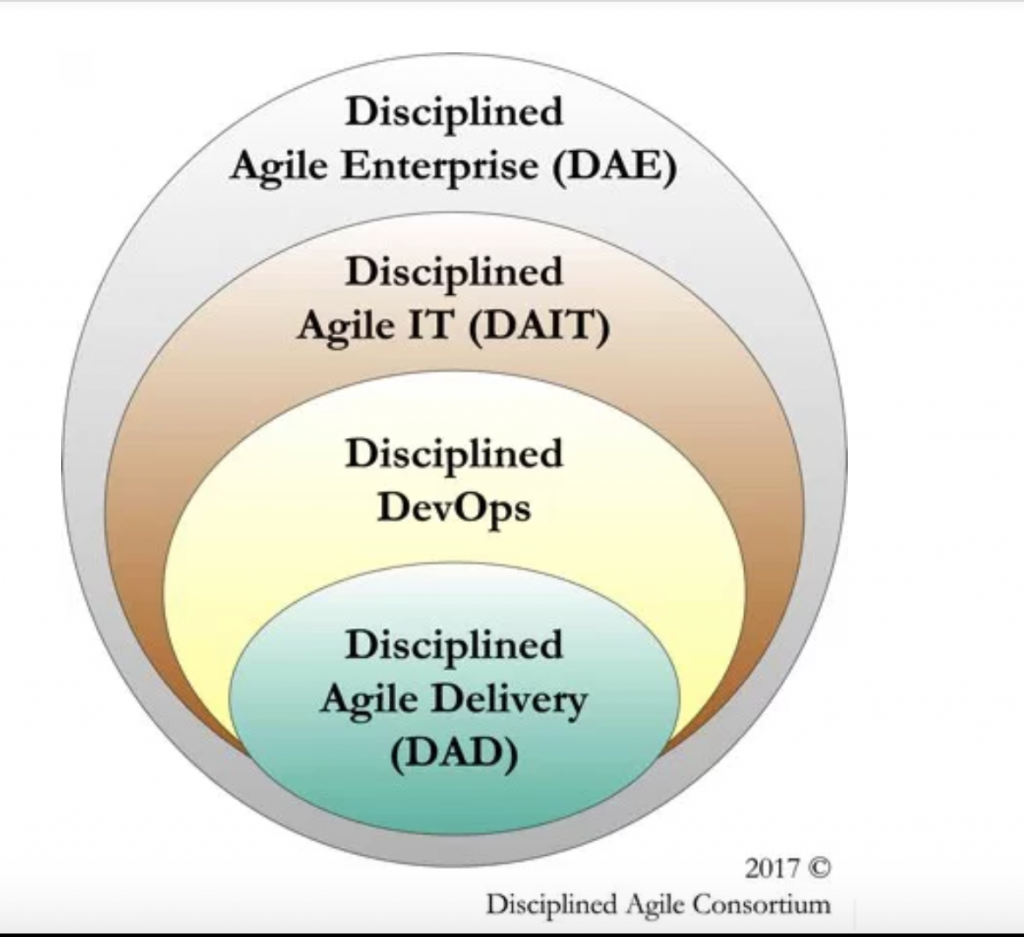 Disciplined
Agile Enterprise (DAE)
Disciplined
Agile IT (DAIT)
Disciplined
DevOps
Disciplined
Agile Delivery
(DAD)
2017 ©
Disciplined Agile Consortium